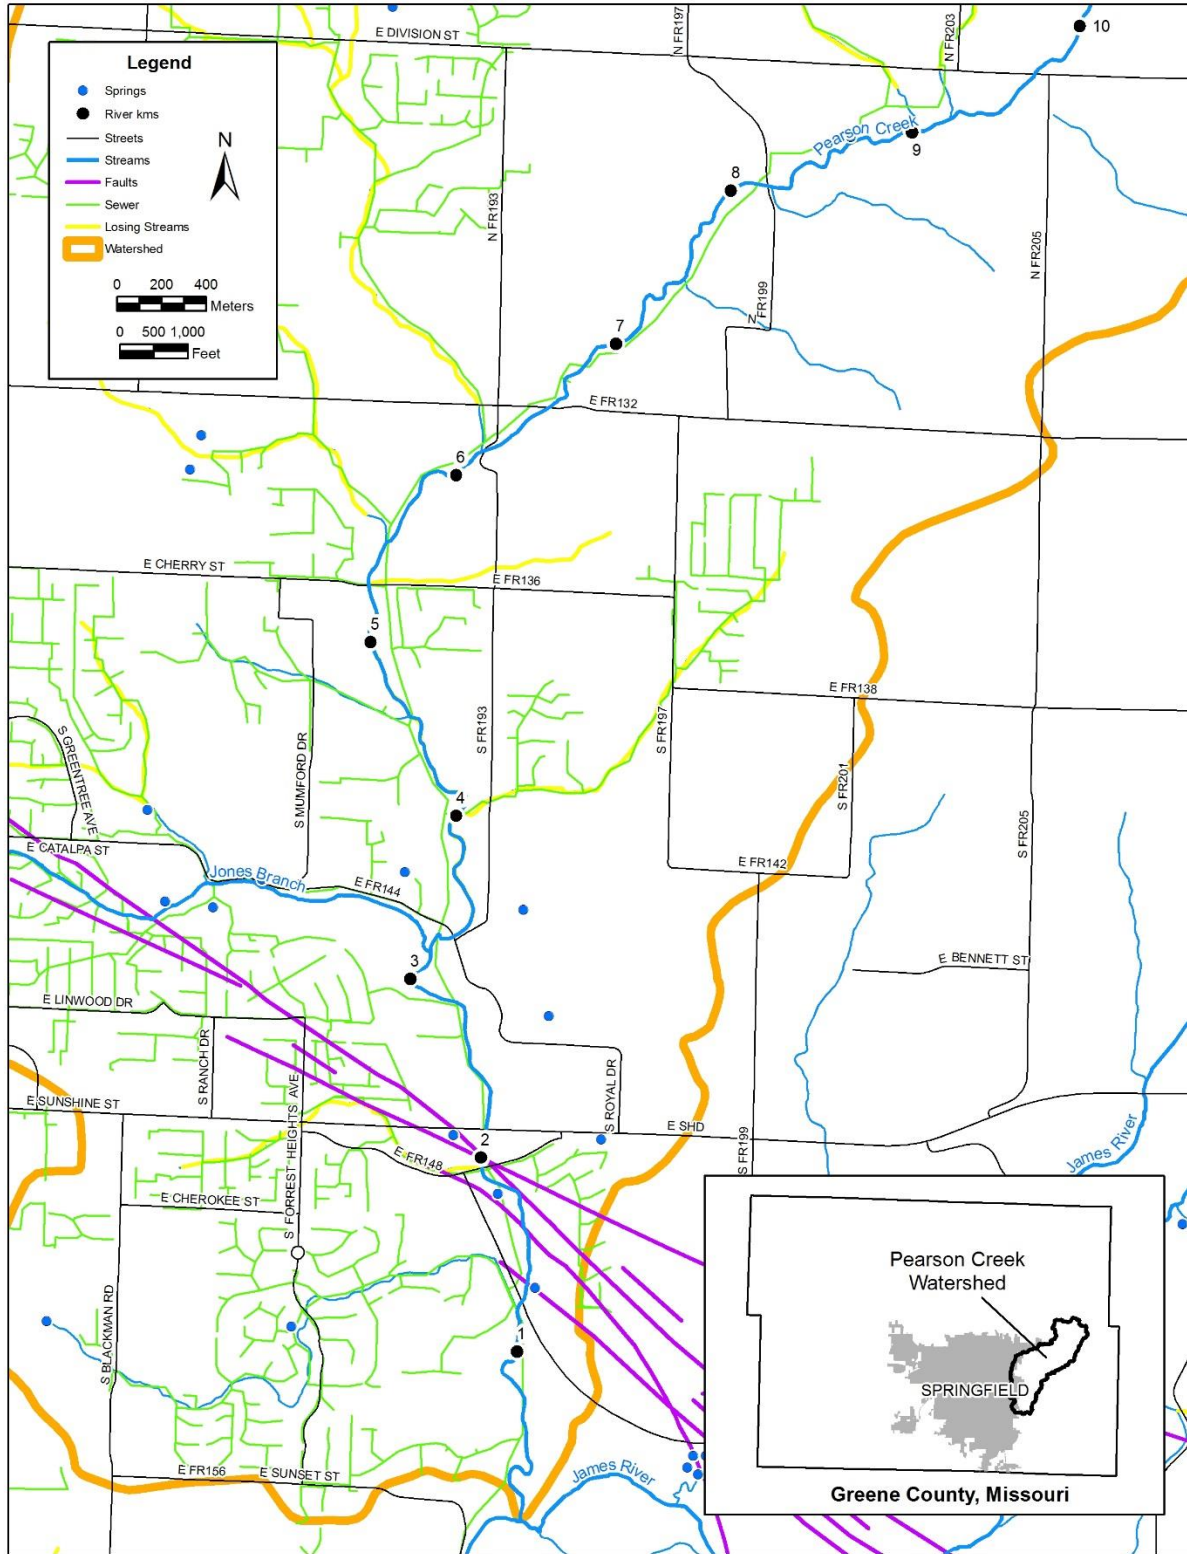 E DIVISION ST
N FR197
N FR203
10
Legend
Springs
River kms
Streets
Streams
Faults
Sewer
Losing Streams
Watershed
N
0 200 400
Meters
0 500 1,000
Feet
Pearson Creek
9
8
N FR193
N FR205
N FR199
7
E FR132
6
E CHERRY ST
E FR136
5
E FR138
S GREENTREE AVE
S MUMFORD DR
S FR193
S FR197
S FR201
S FR205
4
E CATALPA ST
Jones Branch
E FR144
E FR142
3
E BENNETT ST
E LINWOOD DR
S RANCH DR
S FORREST HEIGHTS AVE
S ROYAL DR
E SUNSHINE ST
2
E SHD
S FR199
James River
E FR148
E CHEROKEE ST
S BLACKMAN RD
1
E FR156
E SUNSET ST
James River
Pearson Creek
Watershed
SPRINGFIELD
Greene County, Missouri